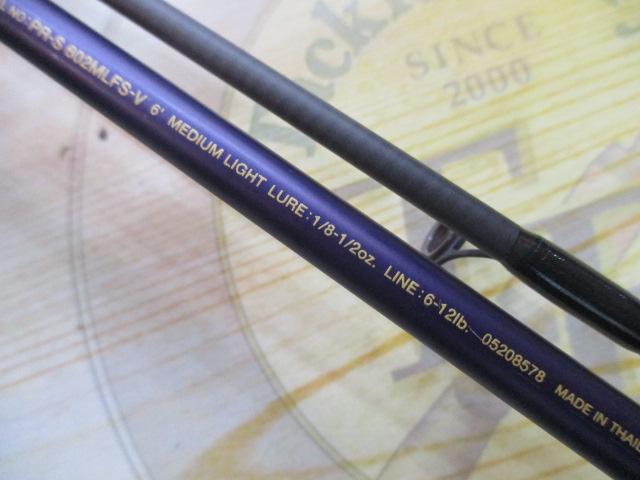 L NO.:PR-S 602MLFS-V 6' MEDIUM LIGHT LURE:1/8-1/2oz. LINE:6-12lb. 05208578 MADE IN THAIL
SINCE
2000